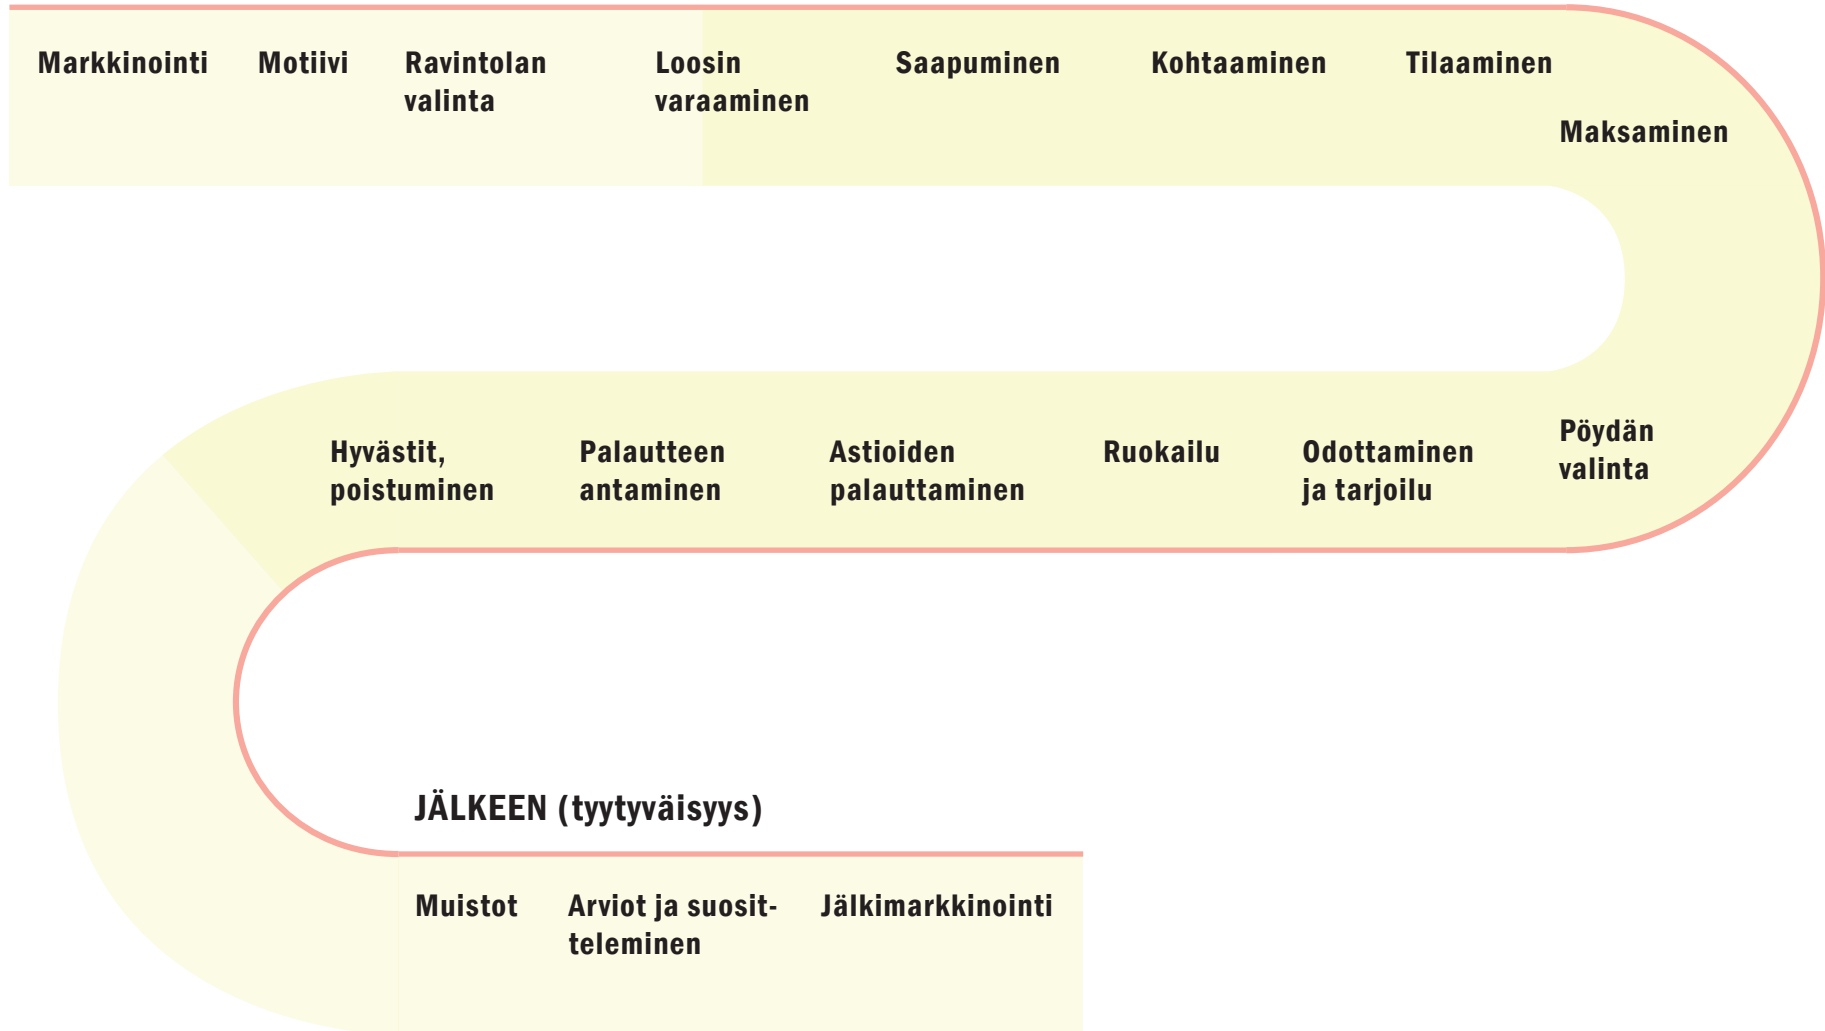 Markkinointi
Motiivi
Ravintolan
valinta
Loosin
varaaminen
Saapuminen
Kohtaaminen
Tilaaminen
Maksaminen
Pöydän
valinta
Odottaminen
ja tarjoilu
Ruokailu
Astioiden
palauttaminen
Palautteen
antaminen
Hyvästit,
poistuminen
JÄLKEEN (tyytyväisyys)
Muistot
Arviot ja suosit-
teleminen
Jälkimarkkinointi